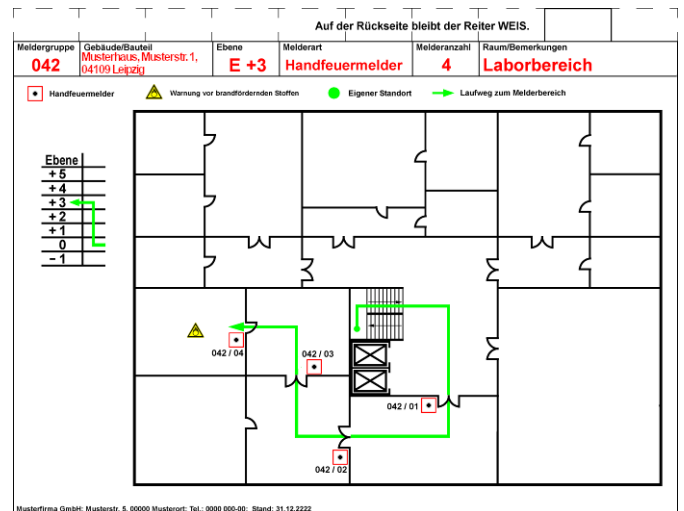 Auf der Rückseite bleibt der Reiter WEIS.
Meldergruppe Gebäude/Bauteil Ebene Melderart Melderanzahl Raum/Bemerkungen
042 Musterhaus, Musterstr. 1, 04109 Leipzig E +3 Handfeuermelder 4 Laborbereich
Handfeuermelder Warnung vor brandfördernden Stoffen Eigener Standort Laufweg zum Melderbereich
Ebene
+ 5
+ 4
+ 3
+ 2
+ 1
0
− 1
042 / 04
042 / 03
042 / 01
042 / 02
Musterfirma GmbH; Musterstr. 5, 00000 Musterort; Tel.: 0000 000-00; Stand: 31.12.2222